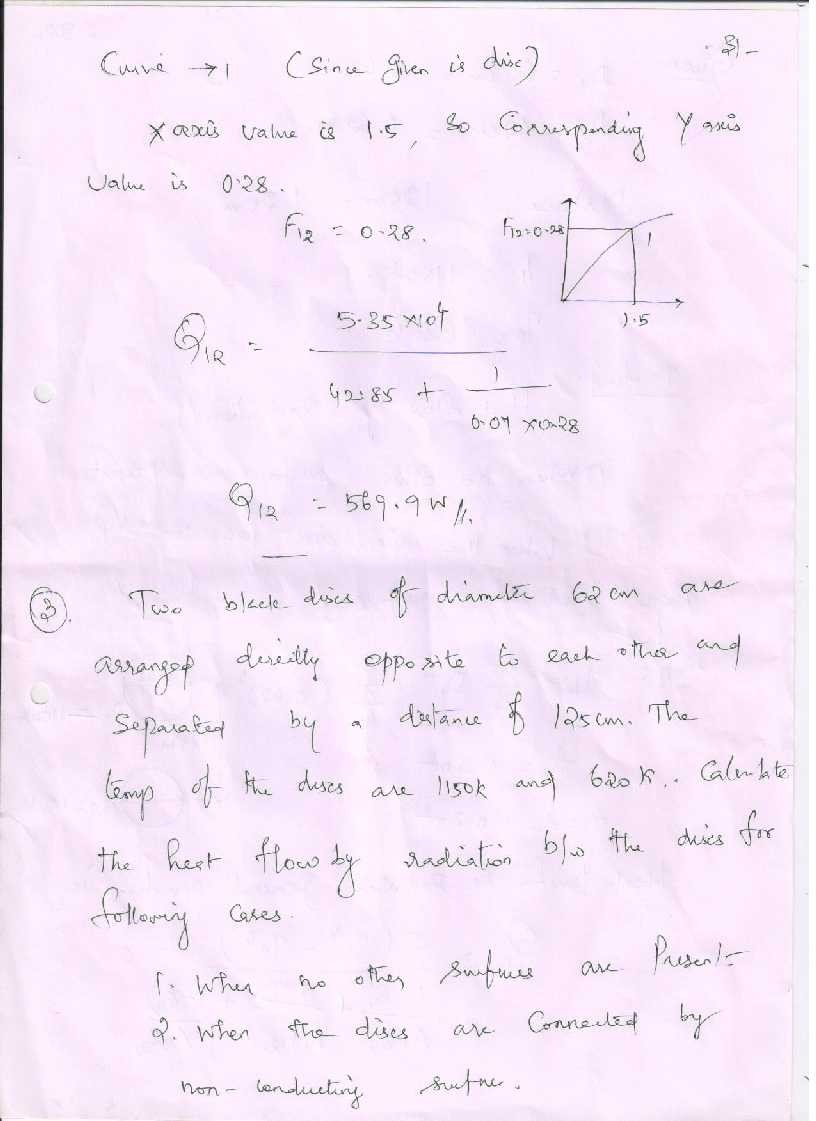 31
Curve → 1 (Since given is disc)
X axis value is 1.5, So Corresponding Y axis
Value is 0.28.
F12 = 0.28.
F12=0.28
1
1.5
Q12 = 5.35 × 10⁴
42.85 + 1
0.07 × 0.28
Q12 = 569.9 W //.
3. Two black discs of diameter 62 cm are
arranged directly opposite to each other and
Separated by a distance of 125cm. The
temp of the discs are 1150k and 620 K. Calculate
the heat flow by radiation b/w the discs for
following cases.
1. When no other surfaces are Present
2. When the discs are Connected by
non-conducting surface.